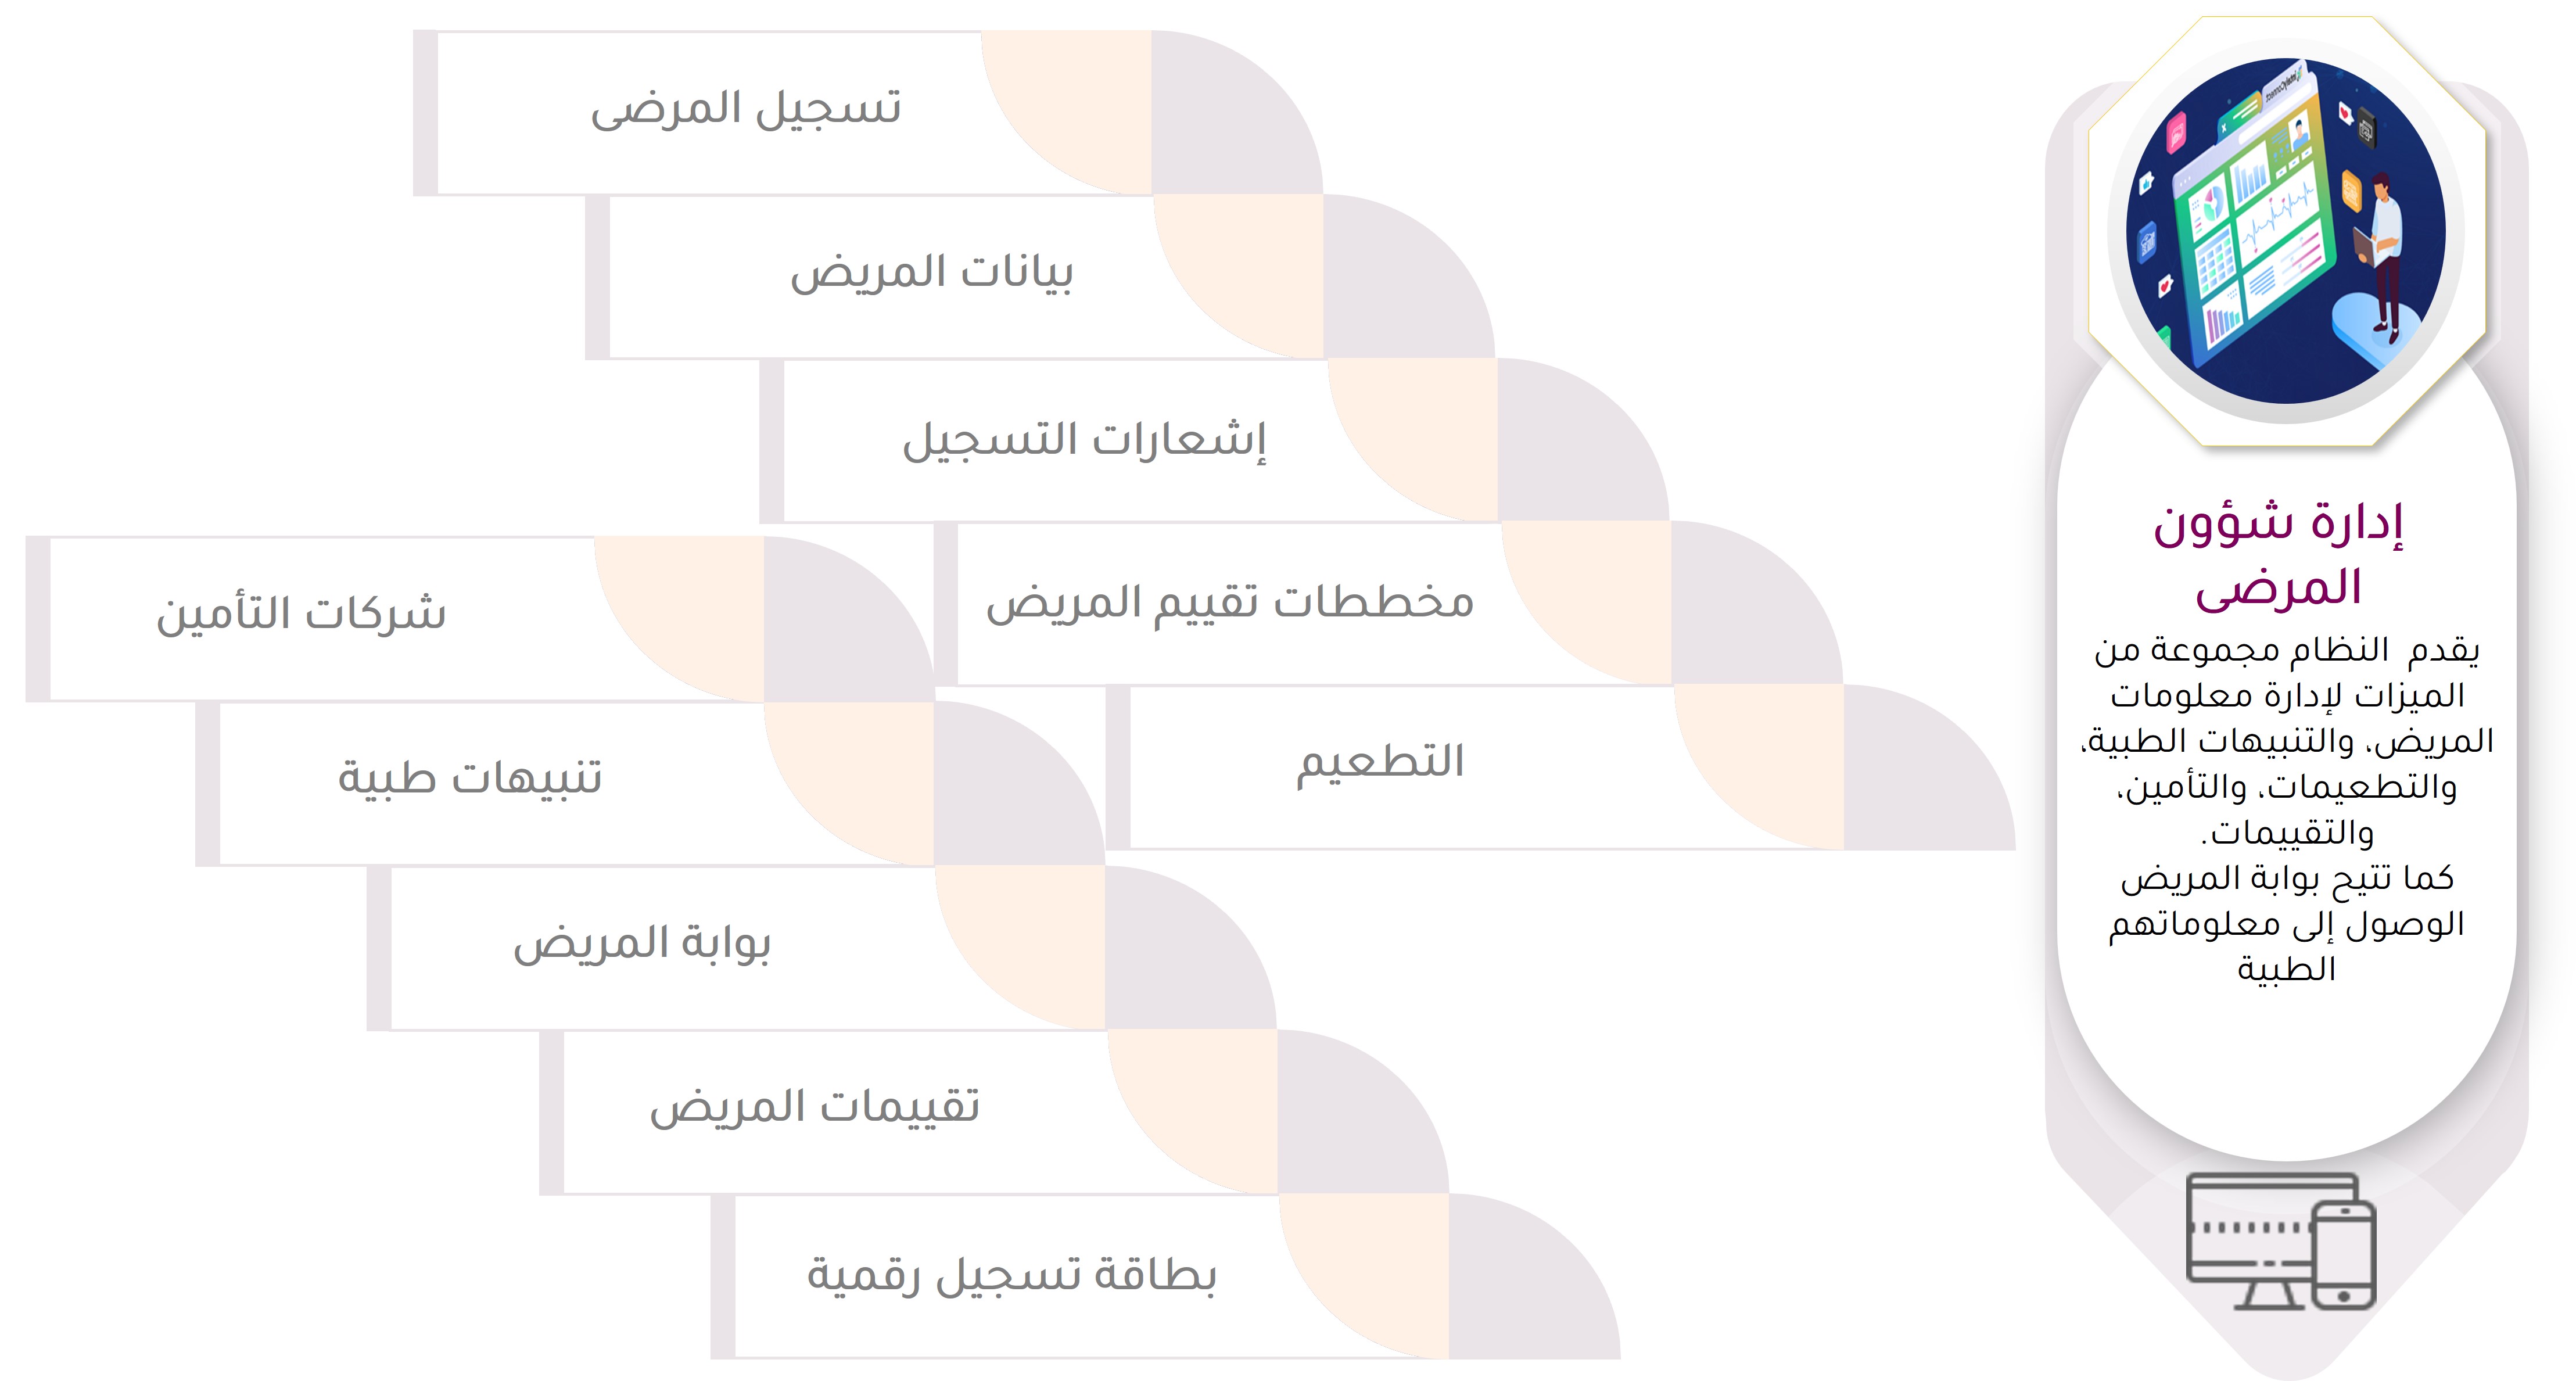 إدارة شؤون
المرضى
يقدم النظام مجموعة من
الميزات لإدارة معلومات
المريض، والتنبيهات الطبية،
والتطعيمات، والتأمين،
والتقييمات.
كما تتيح بوابة المريض
الوصول إلى معلوماتهم
الطبية
تسجيل المرضى
بيانات المريض
إشعارات التسجيل
مخططات تقييم المريض
التطعيم
شركات التأمين
تنبيهات طبية
بوابة المريض
تقييمات المريض
بطاقة تسجيل رقمية